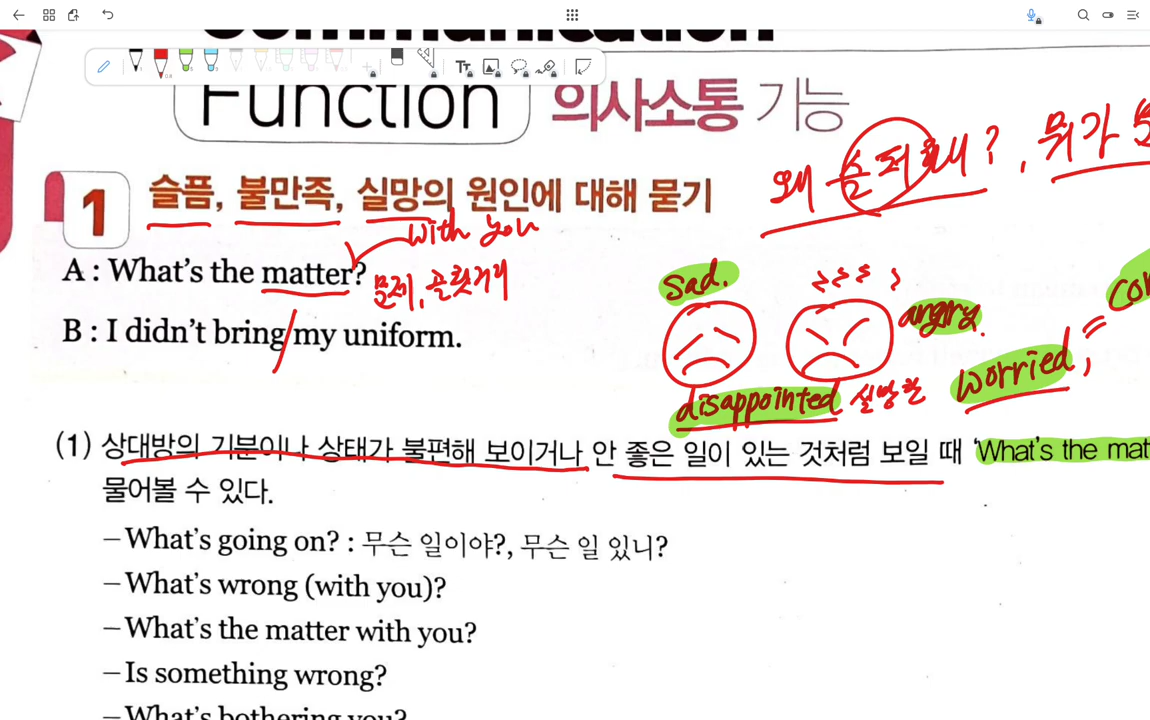 Communication
Function 의사소통 기능
왜 슬퍼해?, 뭐가
1 슬픔, 불만족, 실망의 원인에 대해 묻기
with you
A : What's the matter?
문제, 골칫거리
B : I didn't bring/my uniform.
sad.
angry.
disappointed 실망한
worried,
(1) 상대방의 기분이나 상태가 불편해 보이거나 안 좋은 일이 있는 것처럼 보일 때 'What's the mat
물어볼 수 있다.
– What's going on? : 무슨 일이야?, 무슨 일 있니?
– What's wrong (with you)?
– What's the matter with you?
– Is something wrong?
– What's bothering you?